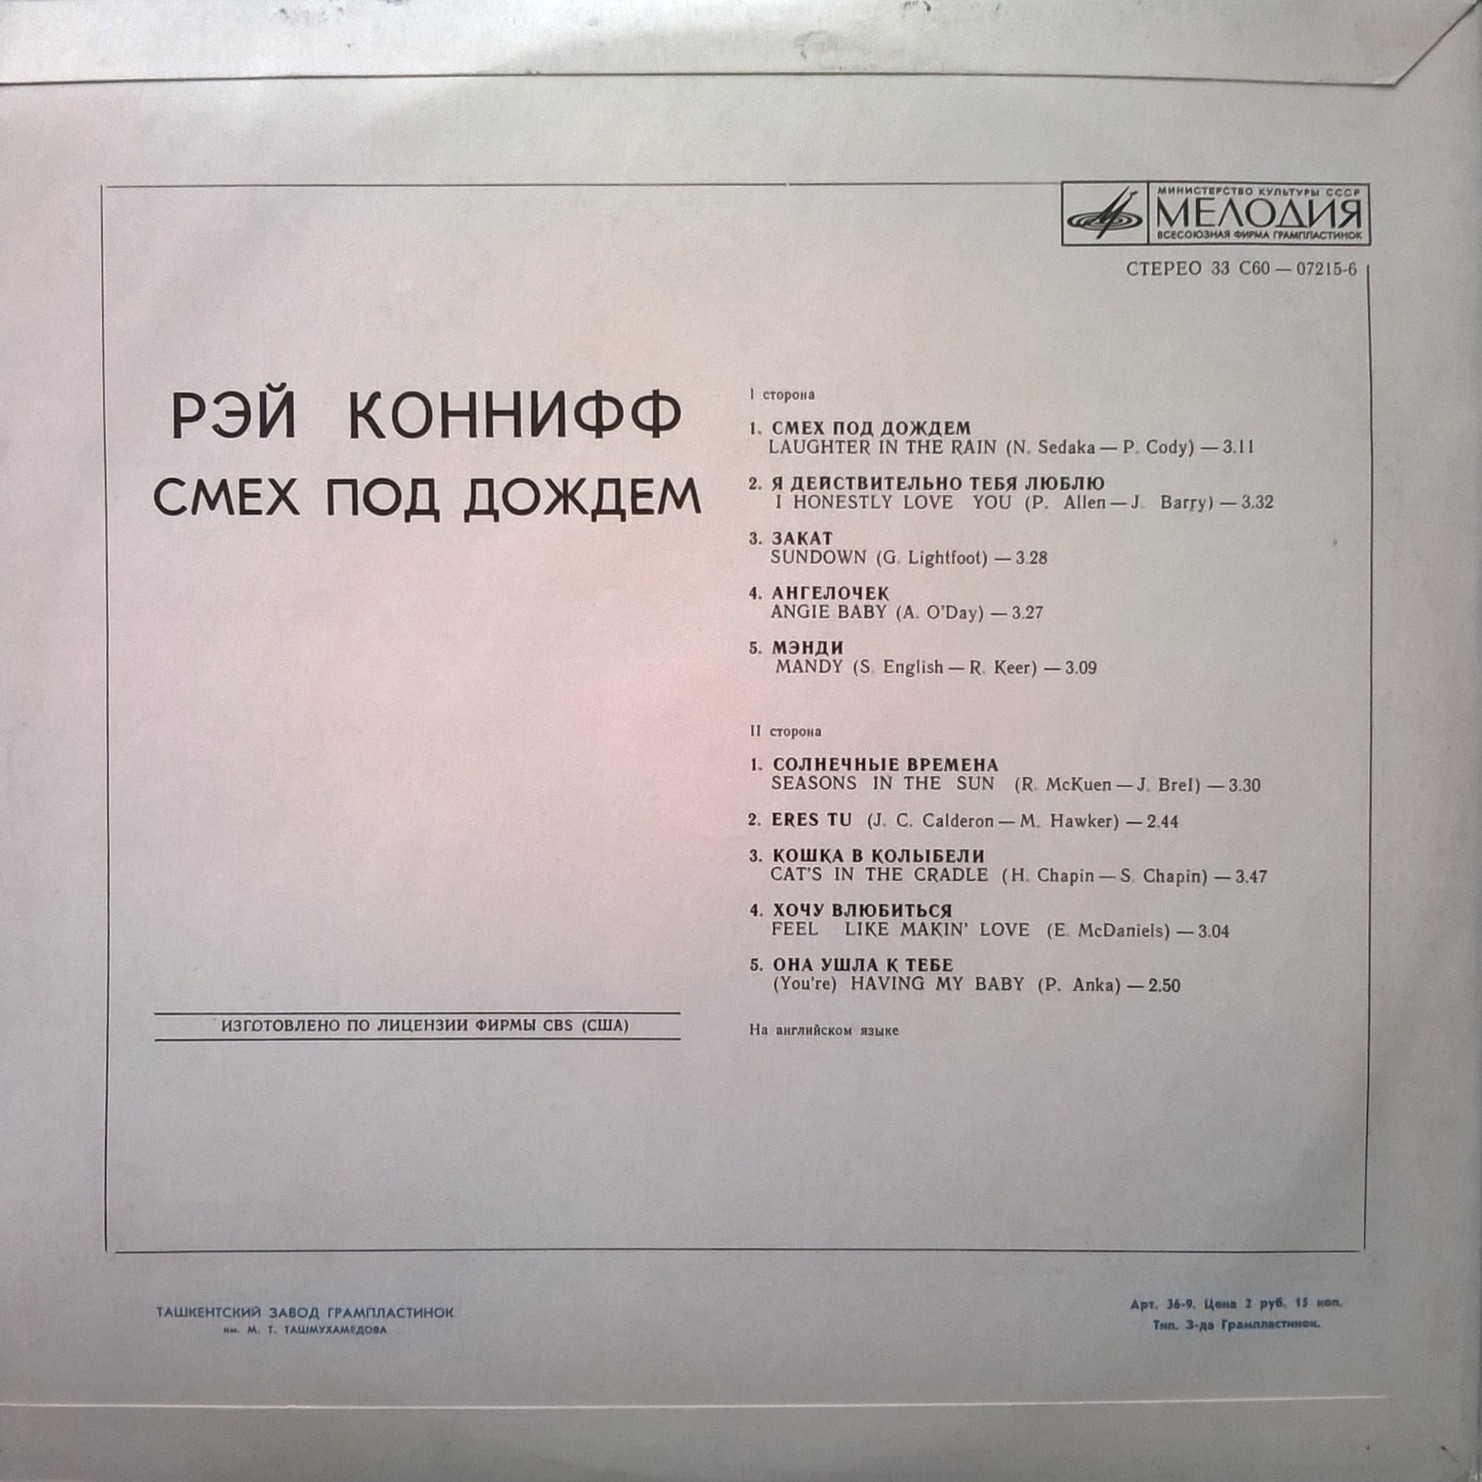 МИНИСТЕРСТВО КУЛЬТУРЫ СССР
МЕЛОДИЯ
ВСЕСОЮЗНАЯ ФИРМА ГРАМПЛАСТИНОК
СТЕРЕО 33 С60 — 07215-6
РЭЙ КОННИФФ
СМЕХ ПОД ДОЖДЕМ
I сторона
1. СМЕХ ПОД ДОЖДЕМ
LAUGHTER IN THE RAIN (N. Sedaka — P. Cody) — 3.11
2. Я ДЕЙСТВИТЕЛЬНО ТЕБЯ ЛЮБЛЮ
I HONESTLY LOVE YOU (P. Allen — J. Barry) — 3.32
3. ЗАКАТ
SUNDOWN (G. Lightfoot) — 3.28
4. АНГЕЛОЧЕК
ANGIE BABY (A. O'Day) — 3.27
5. МЭНДИ
MANDY (S. English — R. Keer) — 3.09
II сторона
1. СОЛНЕЧНЫЕ ВРЕМЕНА
SEASONS IN THE SUN (R. McKuen — J. Brel) — 3.30
2. ERES TU (J. C. Calderon — M. Hawker) — 2.44
3. КОШКА В КОЛЫБЕЛИ
CAT'S IN THE CRADLE (H. Chapin — S. Chapin) — 3.47
4. ХОЧУ ВЛЮБИТЬСЯ
FEEL LIKE MAKIN' LOVE (E. McDaniels) — 3.04
5. ОНА УШЛА К ТЕБЕ
(You're) HAVING MY BABY (P. Anka) — 2.50
На английском языке
ИЗГОТОВЛЕНО ПО ЛИЦЕНЗИИ ФИРМЫ CBS (США)
ТАШКЕНТСКИЙ ЗАВОД ГРАМПЛАСТИНОК
им. М. Т. ТАШМУХАМЕДОВА
Арт. 36-9. Цена 2 руб. 15 коп.
Тип. З-да Грампластинок.